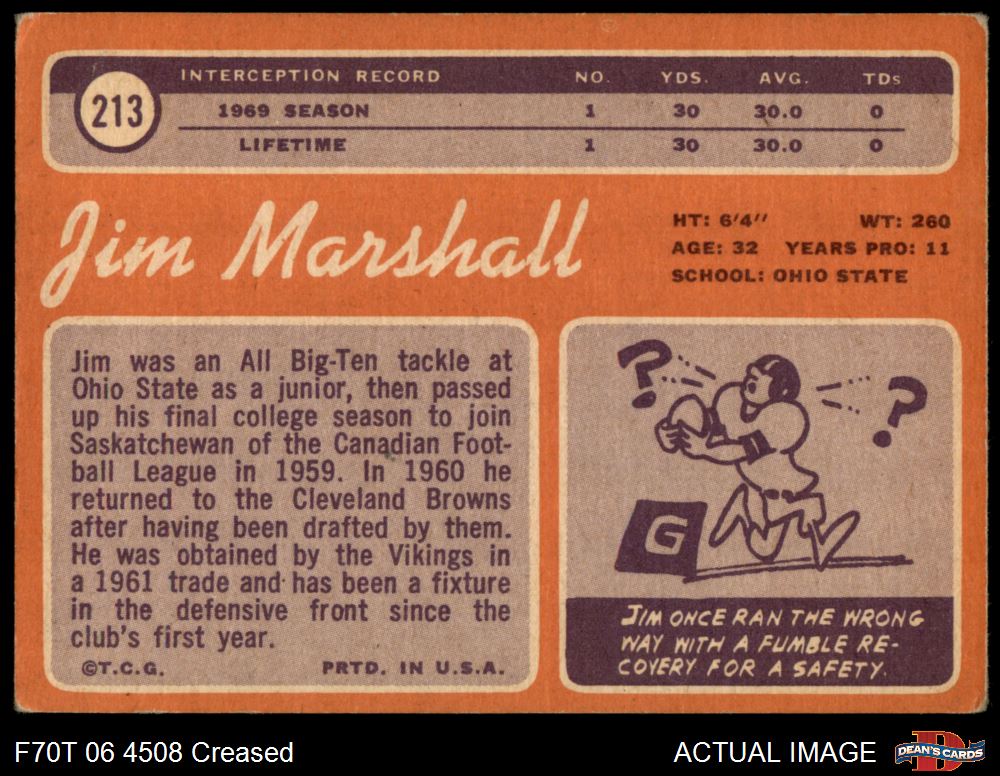 213
INTERCEPTION RECORD NO. YDS. AVG. TDs
1969 SEASON 1 30 30.0 0
LIFETIME 1 30 30.0 0
Jim Marshall
HT: 6'4" WT: 260
AGE: 32 YEARS PRO: 11
SCHOOL: OHIO STATE
Jim was an All Big-Ten tackle at
Ohio State as a junior, then passed
up his final college season to join
Saskatchewan of the Canadian Foot-
ball League in 1959. In 1960 he
returned to the Cleveland Browns
after having been drafted by them.
He was obtained by the Vikings in
a 1961 trade and has been a fixture
in the defensive front since the
club's first year.
©T.C.G. PRTD. IN U.S.A.
? ?
G
JIM ONCE RAN THE WRONG
WAY WITH A FUMBLE RE-
COVERY FOR A SAFETY.
F70T 06 4508 Creased ACTUAL IMAGE
D
DEAN'S CARDS